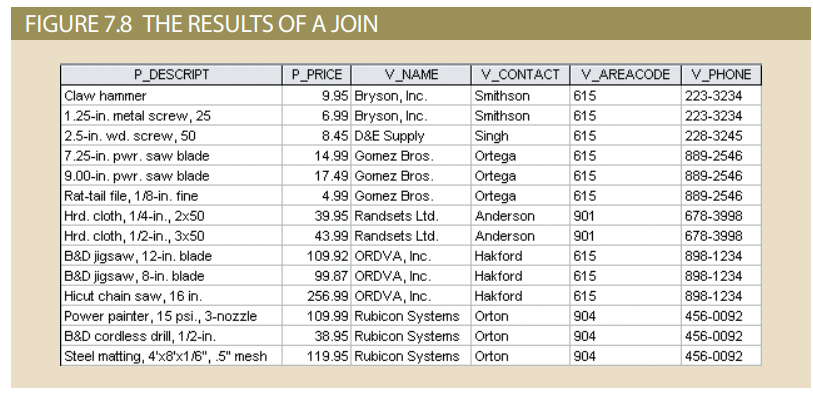 FIGURE 7.8 THE RESULTS OF A JOIN
P_DESCRIPT P_PRICE V_NAME V_CONTACT V_AREACODE V_PHONE
Claw hammer 9.95 Bryson, Inc. Smithson 615 223-3234
1.25-in. metal screw, 25 6.99 Bryson, Inc. Smithson 615 223-3234
2.5-in. wd. screw, 50 8.45 D&E Supply Singh 615 228-3245
7.25-in. pwr. saw blade 14.99 Gomez Bros. Ortega 615 889-2546
9.00-in. pwr. saw blade 17.49 Gomez Bros. Ortega 615 889-2546
Rat-tail file, 1/8-in. fine 4.99 Gomez Bros. Ortega 615 889-2546
Hrd. cloth, 1/4-in., 2x50 39.95 Randsets Ltd. Anderson 901 678-3998
Hrd. cloth, 1/2-in., 3x50 43.99 Randsets Ltd. Anderson 901 678-3998
B&D jigsaw, 12-in. blade 109.92 ORDVA, Inc. Hakford 615 898-1234
B&D jigsaw, 8-in. blade 99.87 ORDVA, Inc. Hakford 615 898-1234
Hicut chain saw, 16 in. 256.99 ORDVA, Inc. Hakford 615 898-1234
Power painter, 15 psi., 3-nozzle 109.99 Rubicon Systems Orton 904 456-0092
B&D cordless drill, 1/2-in. 38.95 Rubicon Systems Orton 904 456-0092
Steel matting, 4'x8'x1/6", .5" mesh 119.95 Rubicon Systems Orton 904 456-0092